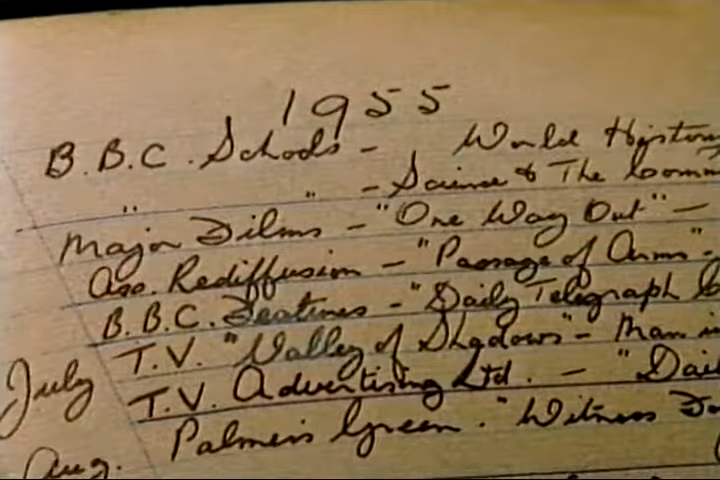 1955
B.B.C. Schools - World History
" " - Science & The Comm
Major Films - "One Way Out" -
Ass. Rediffusion - "Passage of Arms" -
B.B.C. Features - "Daily Telegraph
July T.V. "Valley of Shadows" - Man in
T.V. Advertising Ltd. - "Dai
Aug. Palmers Green. "Witness